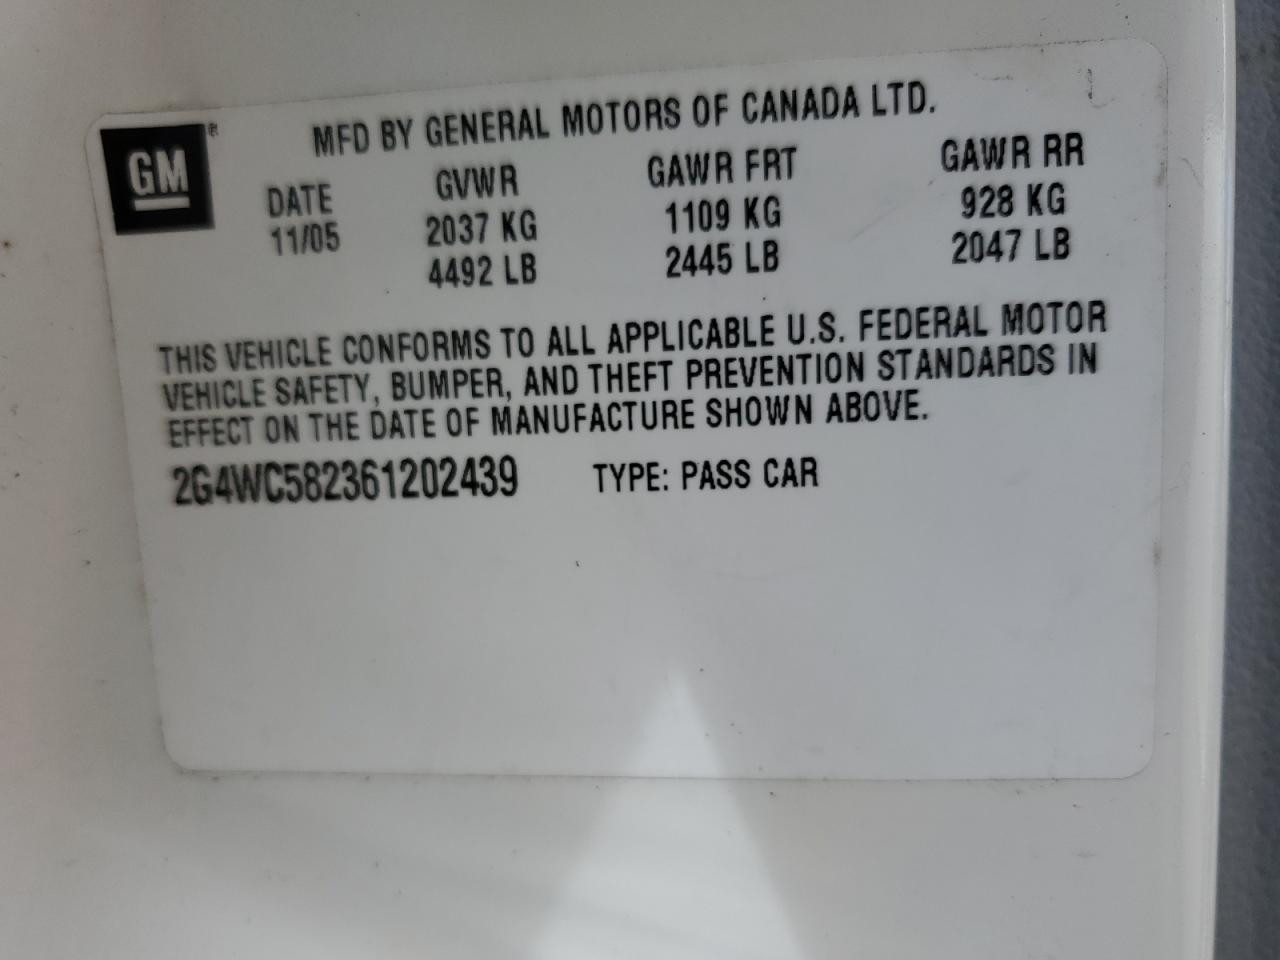 GM ®
MFD BY GENERAL MOTORS OF CANADA LTD.
DATE GVWR GAWR FRT GAWR RR
11/05 2037 KG 1109 KG 928 KG
4492 LB 2445 LB 2047 LB
THIS VEHICLE CONFORMS TO ALL APPLICABLE U.S. FEDERAL MOTOR
VEHICLE SAFETY, BUMPER, AND THEFT PREVENTION STANDARDS IN
EFFECT ON THE DATE OF MANUFACTURE SHOWN ABOVE.
2G4WC582361202439 TYPE: PASS CAR